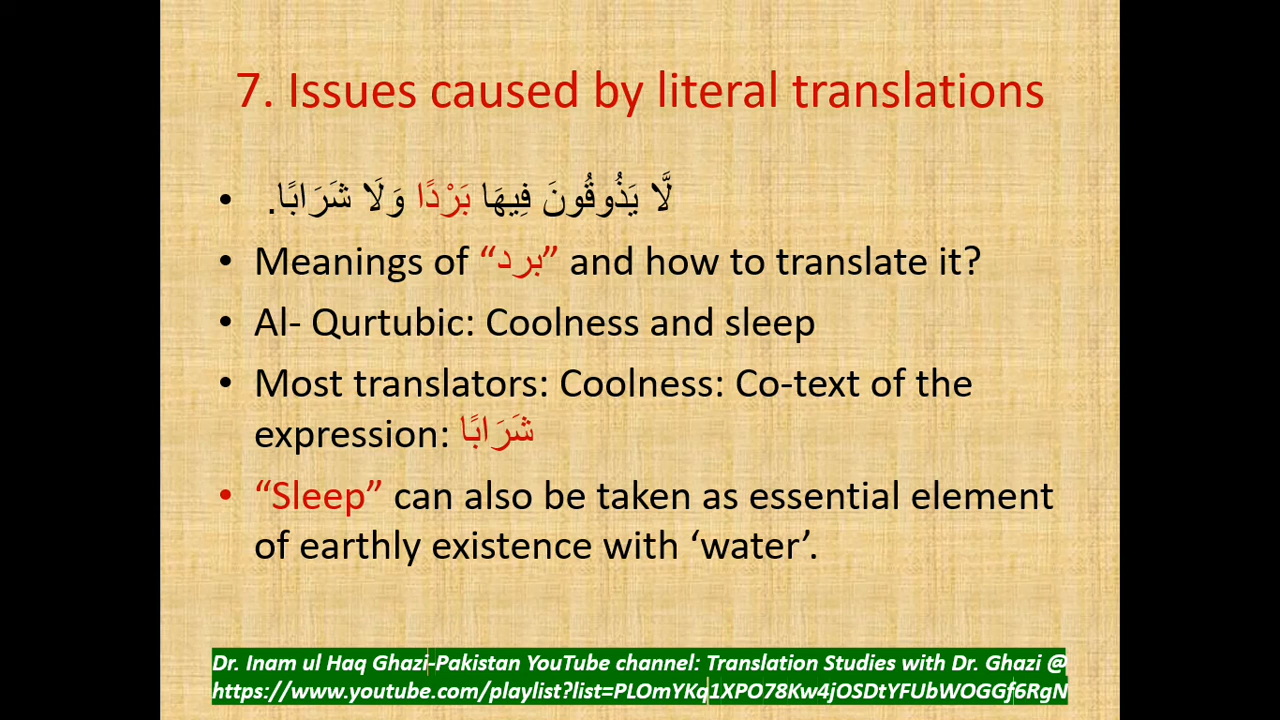 7. Issues caused by literal translations
• لَّا يَذُوقُونَ فِيهَا بَرْدًا وَلَا شَرَابًا.
• Meanings of “برد” and how to translate it?
• Al- Qurtubic: Coolness and sleep
• Most translators: Coolness: Co-text of the
expression: شَرَابًا
• “Sleep” can also be taken as essential element
of earthly existence with ‘water’.
Dr. Inam ul Haq Ghazi-Pakistan YouTube channel: Translation Studies with Dr. Ghazi @
https://www.youtube.com/playlist?list=PLOmYKq1XPO78Kw4jOSDtYFUbWOGGf6RgN